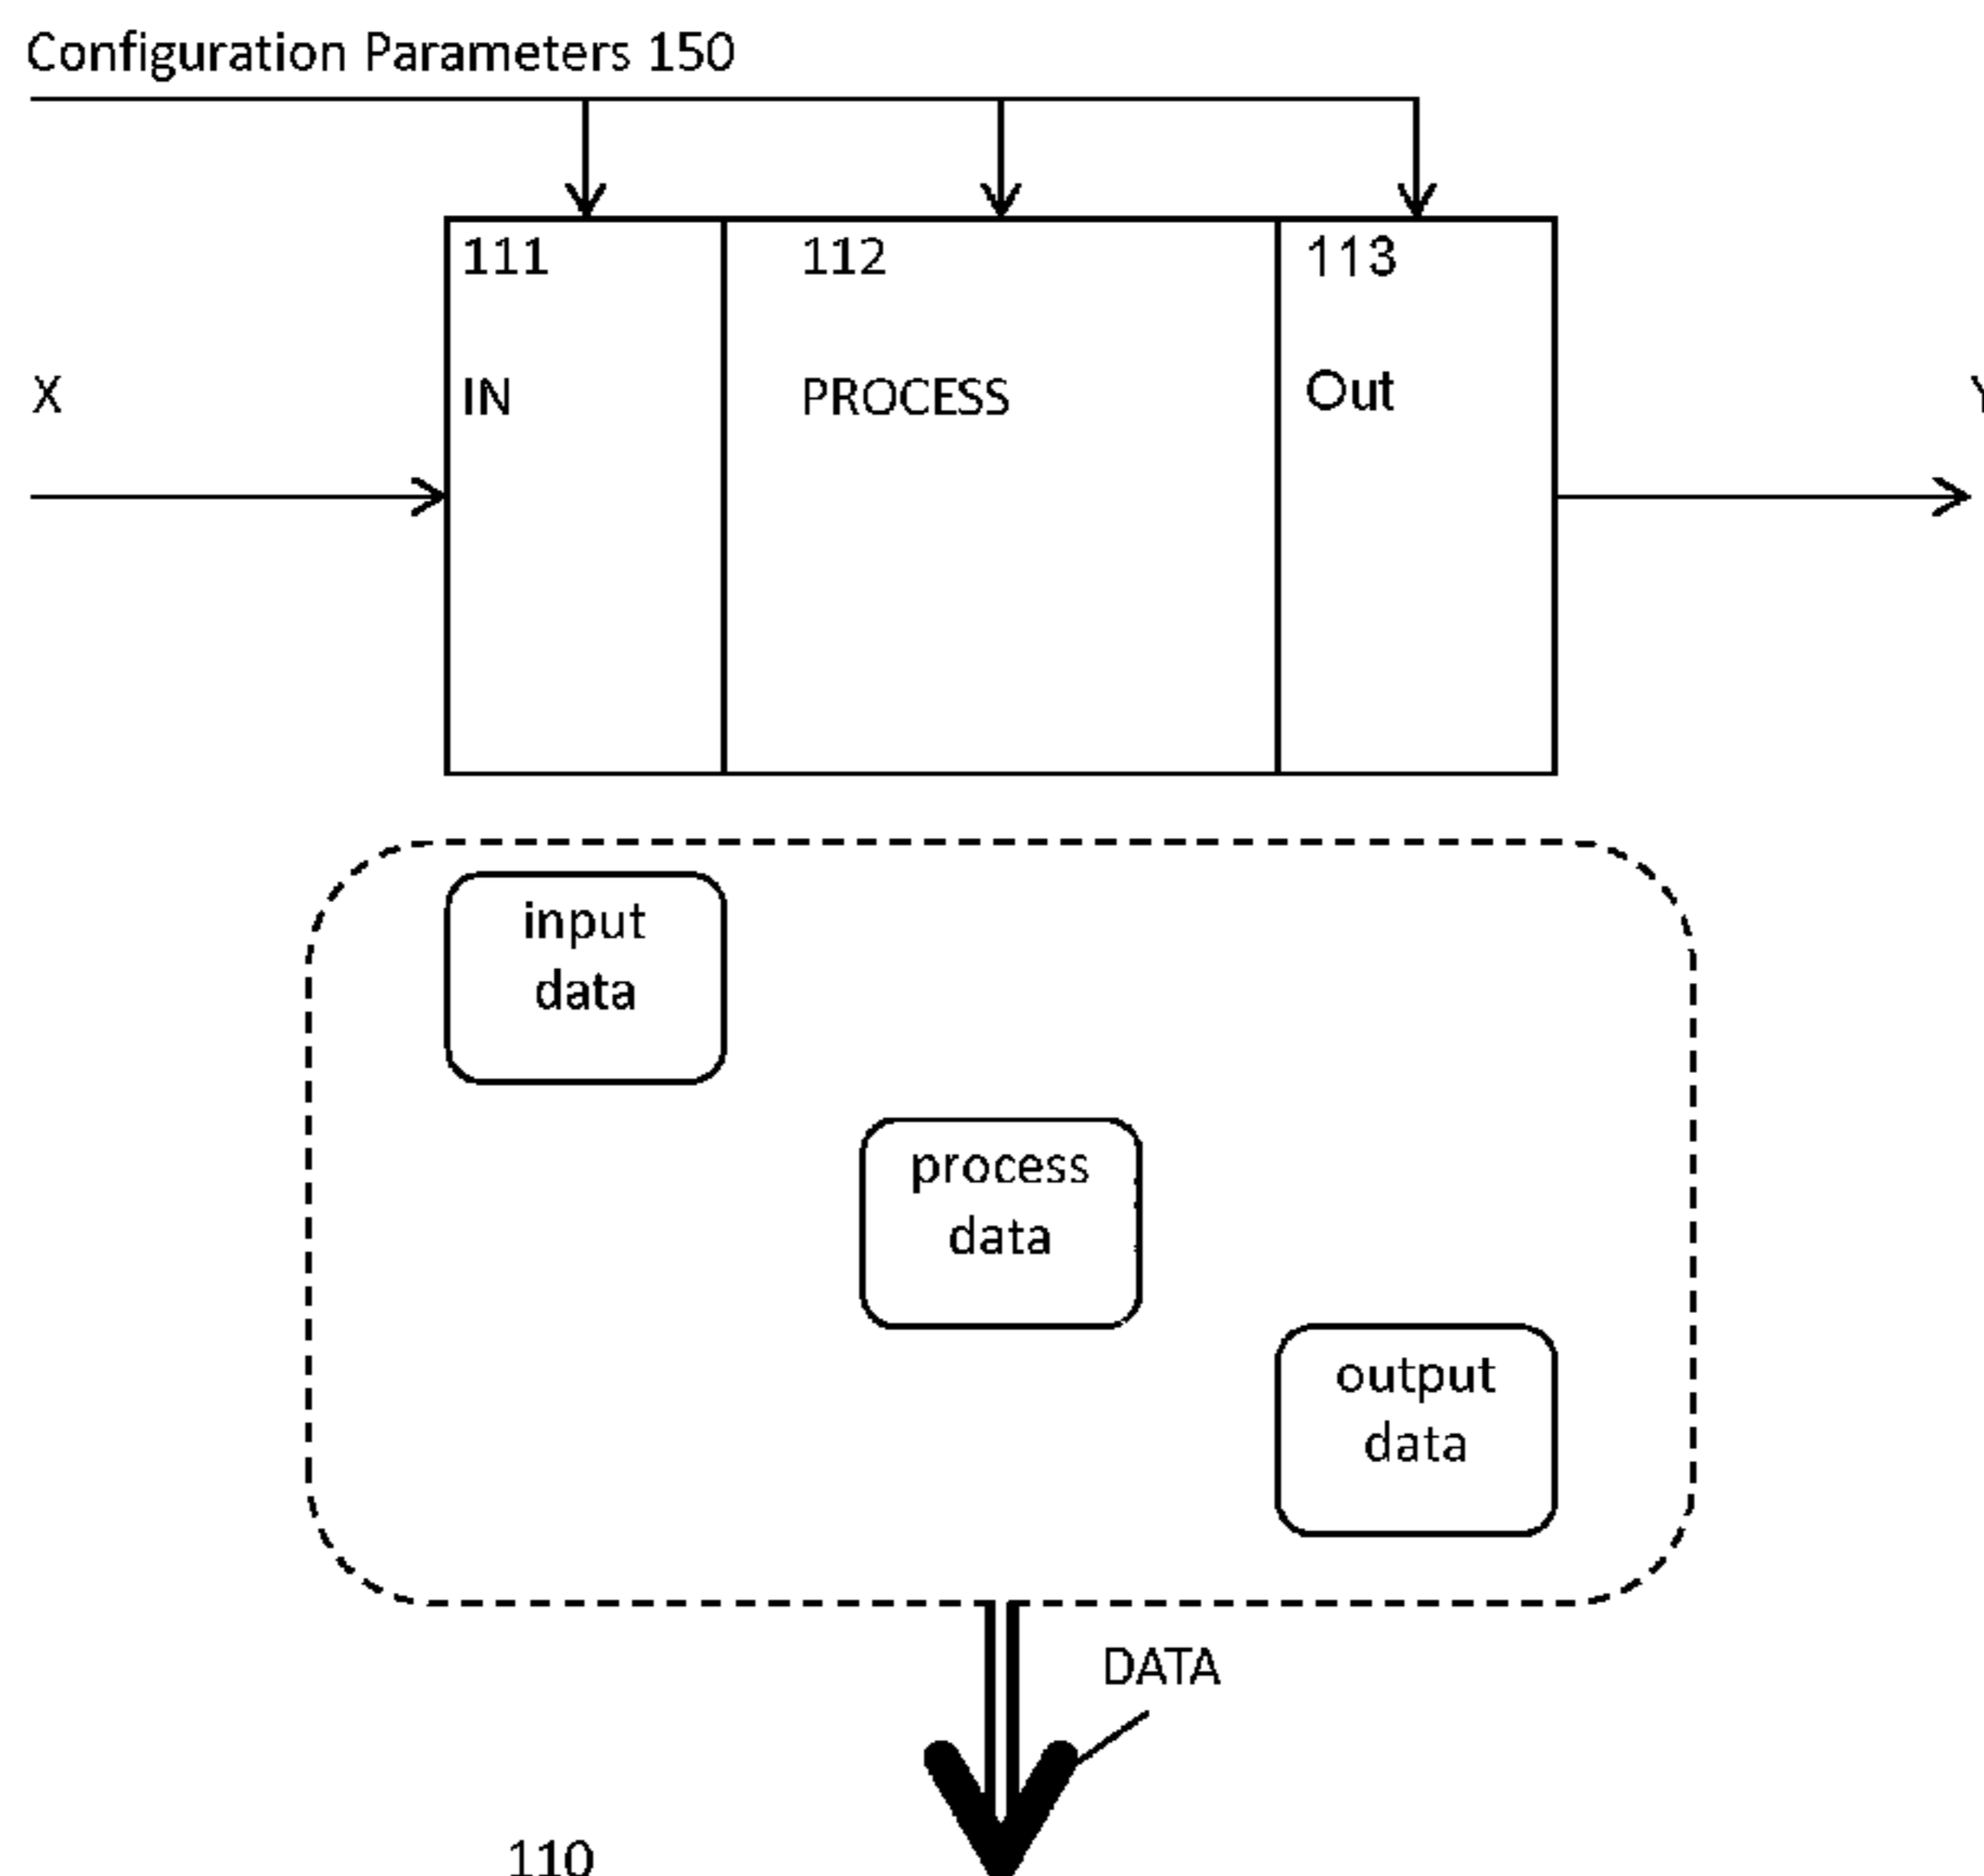 Configuration Parameters 150
111
112
113
X
IN
PROCESS
Out
Y
input
data
process
data
output
data
DATA
110